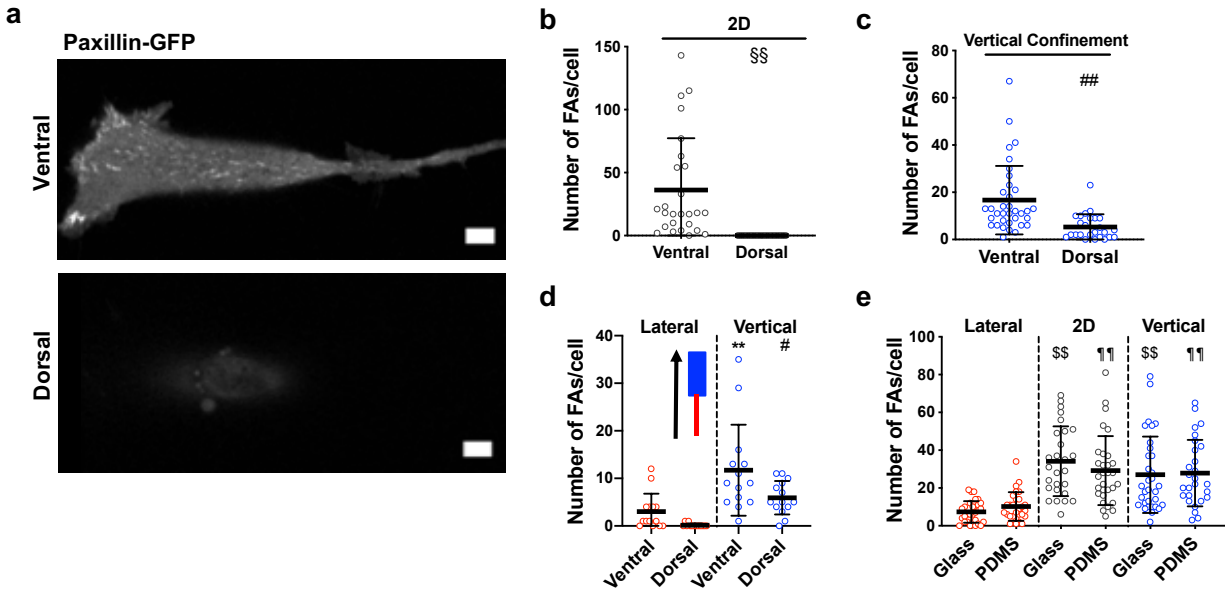 a
Paxillin-GFP
Ventral
Dorsal
b
2D
§§
Number of FAs/cell
150
100
50
0
Ventral Dorsal
c
Vertical Confinement
##
Number of FAs/cell
80
60
40
20
0
Ventral Dorsal
d
Lateral Vertical
** #
Number of FAs/cell
40
30
20
10
0
Ventral Dorsal Ventral Dorsal
e
Lateral 2D Vertical
$$ ¶¶ $$ ¶¶
Number of FAs/cell
100
80
60
40
20
0
Glass PDMS Glass PDMS Glass PDMS